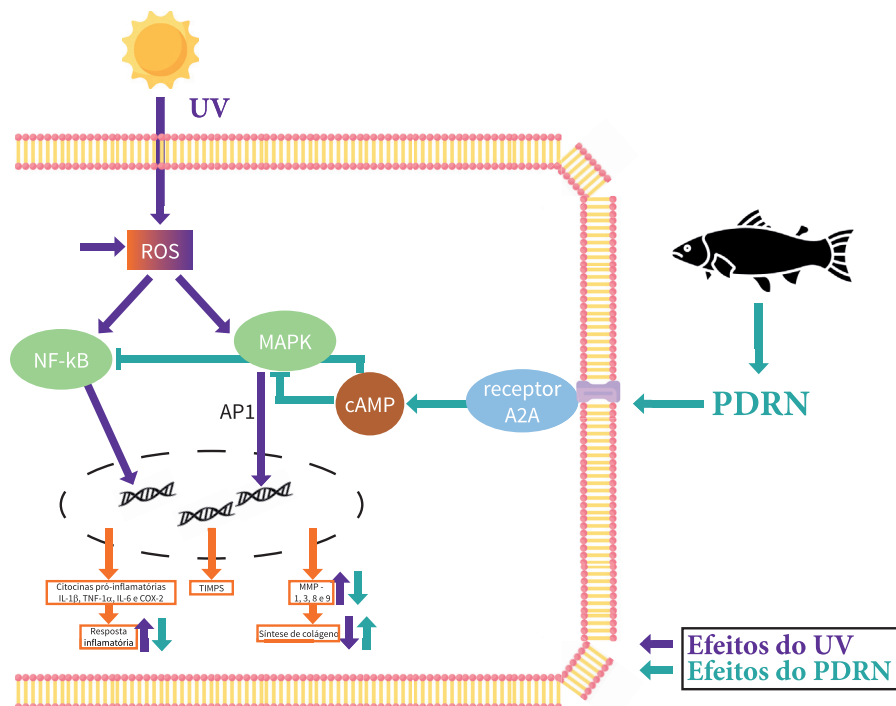 UV
ROS
NF-kB
MAPK
AP1
cAMP
receptor
A2A
PDRN
Citocinas pró-inflamatórias
IL-1β, TNF-1α, IL-6 e COX-2
TIMPS
MMP -
1, 3, 8 e 9
Resposta
inflamatória
Síntese de colágeno
Efeitos do UV
Efeitos do PDRN